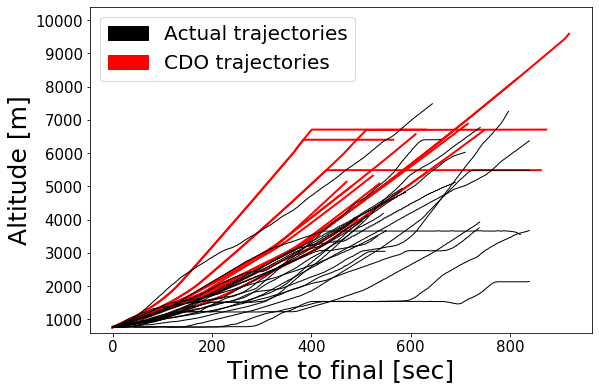 Actual trajectories
CDO trajectories
Altitude [m]
10000
9000
8000
7000
6000
5000
4000
3000
2000
1000
0 200 400 600 800
Time to final [sec]